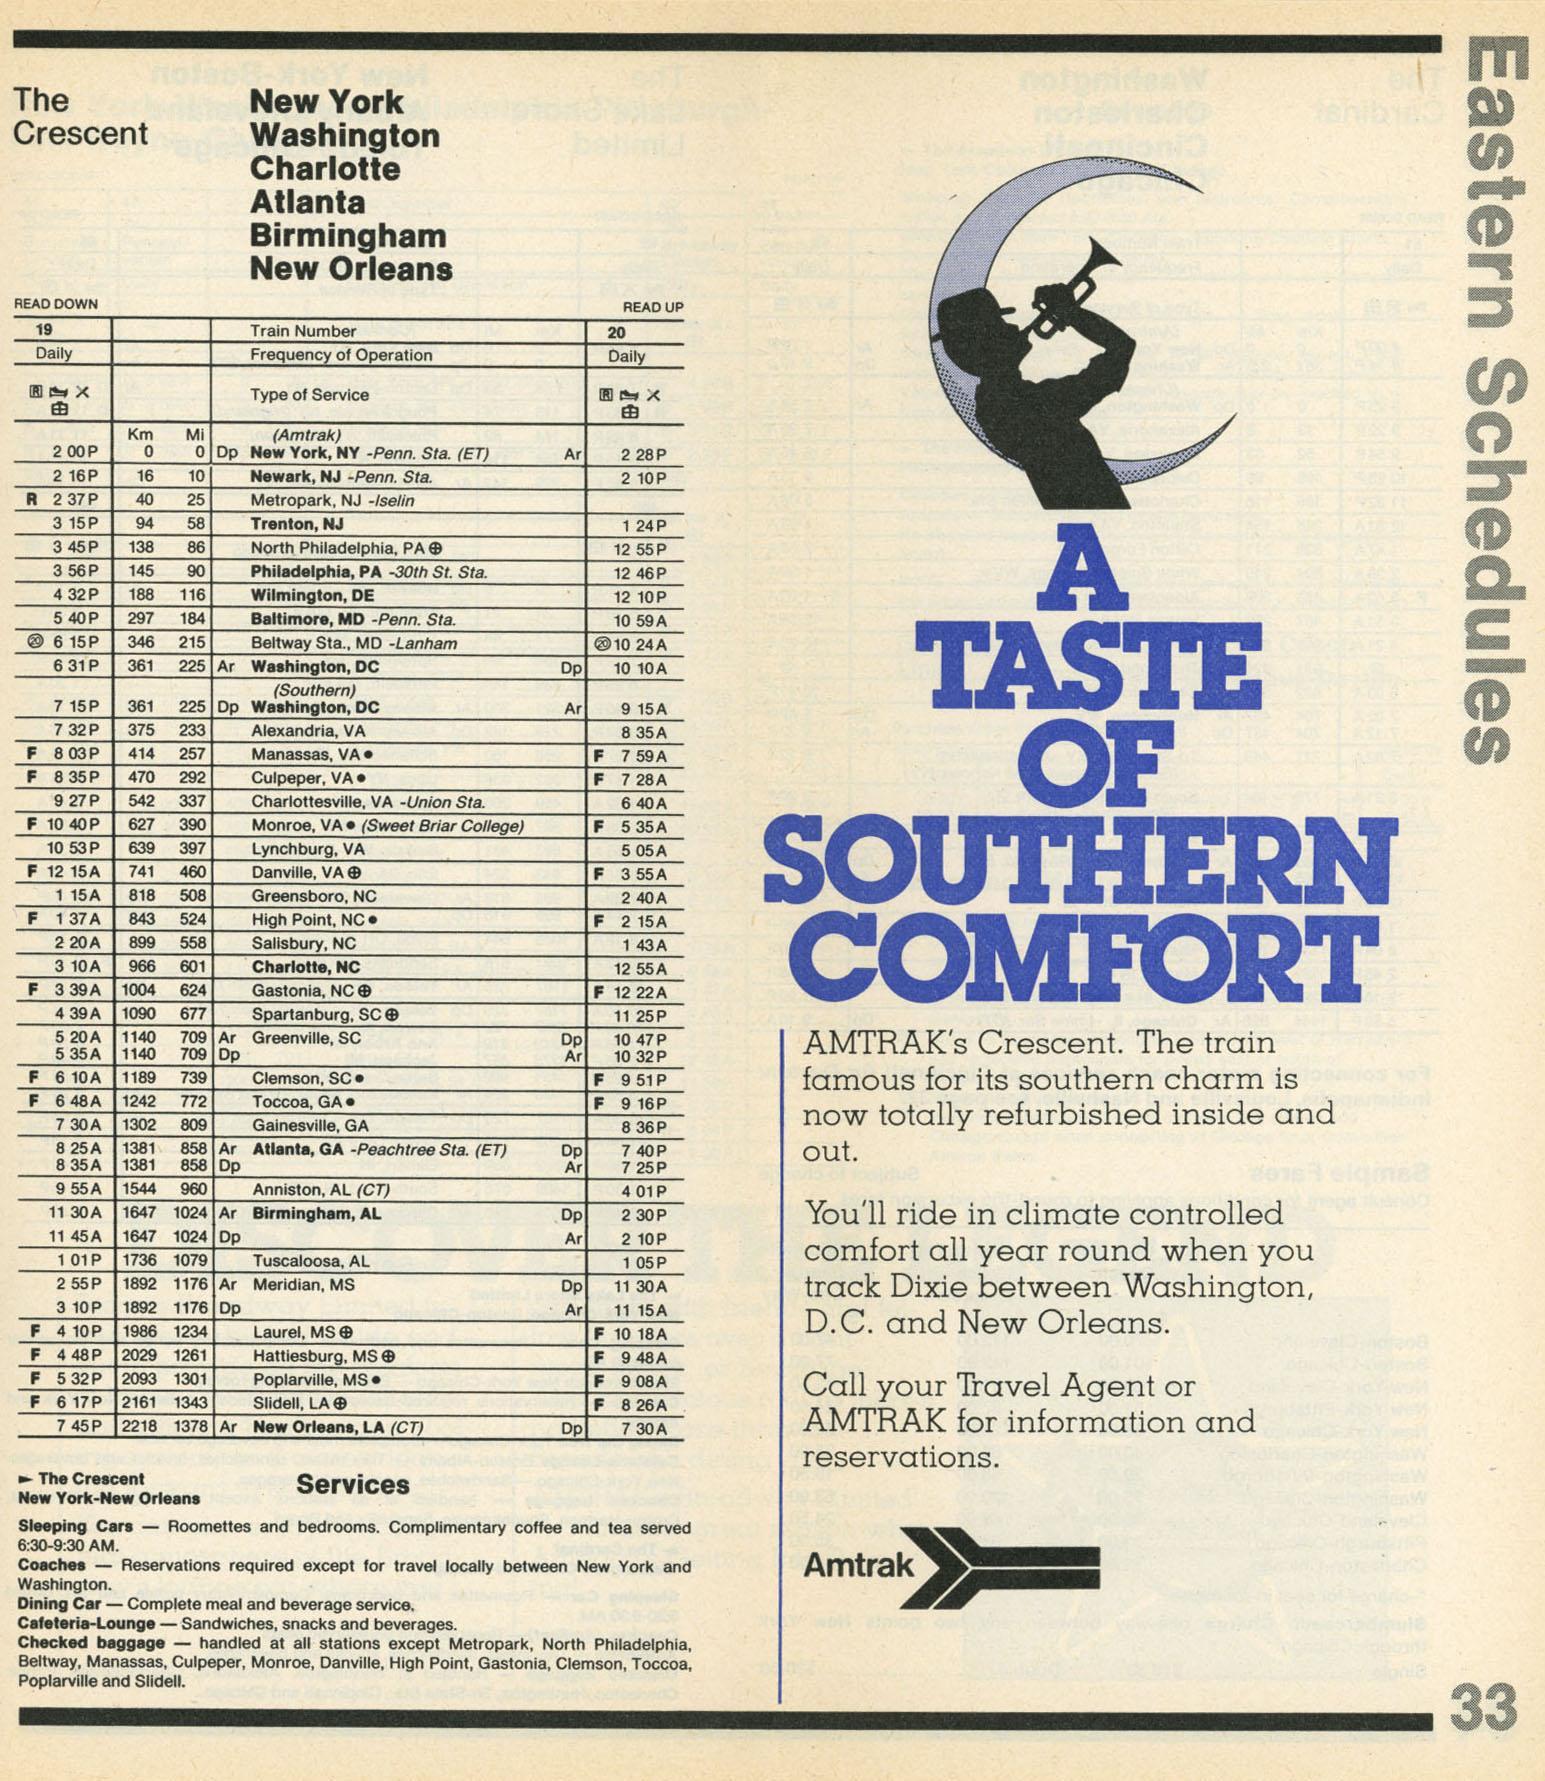 Eastern Schedules
The Crescent
New York
Washington
Charlotte
Atlanta
Birmingham
New Orleans
READ DOWN READ UP
19 Train Number 20
Daily Frequency of Operation Daily
R Type of Service R
Km Mi (Amtrak)
2 00P 0 0 Dp New York, NY -Penn. Sta. (ET) Ar 2 28P
2 16P 16 10 Newark, NJ -Penn. Sta. 2 10P
R 2 37P 40 25 Metropark, NJ -Iselin
3 15P 94 58 Trenton, NJ 1 24P
3 45P 138 86 North Philadelphia, PA⊕ 12 55P
3 56P 145 90 Philadelphia, PA -30th St. Sta. 12 46P
4 32P 188 116 Wilmington, DE 12 10P
5 40P 297 184 Baltimore, MD -Penn. Sta. 10 59A
⑳ 6 15P 346 215 Beltway Sta., MD -Lanham ⑳10 24A
6 31P 361 225 Ar Washington, DC Dp 10 10A
(Southern)
7 15P 361 225 Dp Washington, DC Ar 9 15A
7 32P 375 233 Alexandria, VA 8 35A
F 8 03P 414 257 Manassas, VA● F 7 59A
F 8 35P 470 292 Culpeper, VA● F 7 28A
9 27P 542 337 Charlottesville, VA -Union Sta. 6 40A
F 10 40P 627 390 Monroe, VA● (Sweet Briar College) F 5 35A
10 53P 639 397 Lynchburg, VA 5 05A
F 12 15A 741 460 Danville, VA⊕ F 3 55A
1 15A 818 508 Greensboro, NC 2 40A
F 1 37A 843 524 High Point, NC● F 2 15A
2 20A 899 558 Salisbury, NC 1 43A
3 10A 966 601 Charlotte, NC 12 55A
F 3 39A 1004 624 Gastonia, NC⊕ F 12 22A
4 39A 1090 677 Spartanburg, SC⊕ 11 25P
5 20A 1140 709 Ar Greenville, SC Dp 10 47P
5 35A 1140 709 Dp Ar 10 32P
F 6 10A 1189 739 Clemson, SC● F 9 51P
F 6 48A 1242 772 Toccoa, GA● F 9 16P
7 30A 1302 809 Gainesville, GA 8 36P
8 25A 1381 858 Ar Atlanta, GA -Peachtree Sta. (ET) Dp 7 40P
8 35A 1381 858 Dp Ar 7 25P
9 55A 1544 960 Anniston, AL (CT) 4 01P
11 30A 1647 1024 Ar Birmingham, AL Dp 2 30P
11 45A 1647 1024 Dp Ar 2 10P
1 01P 1736 1079 Tuscaloosa, AL 1 05P
2 55P 1892 1176 Ar Meridian, MS Dp 11 30A
3 10P 1892 1176 Dp Ar 11 15A
F 4 10P 1986 1234 Laurel, MS⊕ F 10 18A
F 4 48P 2029 1261 Hattiesburg, MS⊕ F 9 48A
F 5 32P 2093 1301 Poplarville, MS● F 9 08A
F 6 17P 2161 1343 Slidell, LA⊕ F 8 26A
7 45P 2218 1378 Ar New Orleans, LA (CT) Dp 7 30A
► The Crescent
New York-New Orleans
Services
Sleeping Cars — Roomettes and bedrooms. Complimentary coffee and tea served
6:30-9:30 AM.
Coaches — Reservations required except for travel locally between New York and
Washington.
Dining Car — Complete meal and beverage service.
Cafeteria-Lounge — Sandwiches, snacks and beverages.
Checked baggage — handled at all stations except Metropark, North Philadelphia,
Beltway, Manassas, Culpeper, Monroe, Danville, High Point, Gastonia, Clemson, Toccoa,
Poplarville and Slidell.
A
TASTE
OF
SOUTHERN
COMFORT
AMTRAK's Crescent. The train
famous for its southern charm is
now totally refurbished inside and
out.
You'll ride in climate controlled
comfort all year round when you
track Dixie between Washington,
D.C. and New Orleans.
Call your Travel Agent or
AMTRAK for information and
reservations.
Amtrak
33